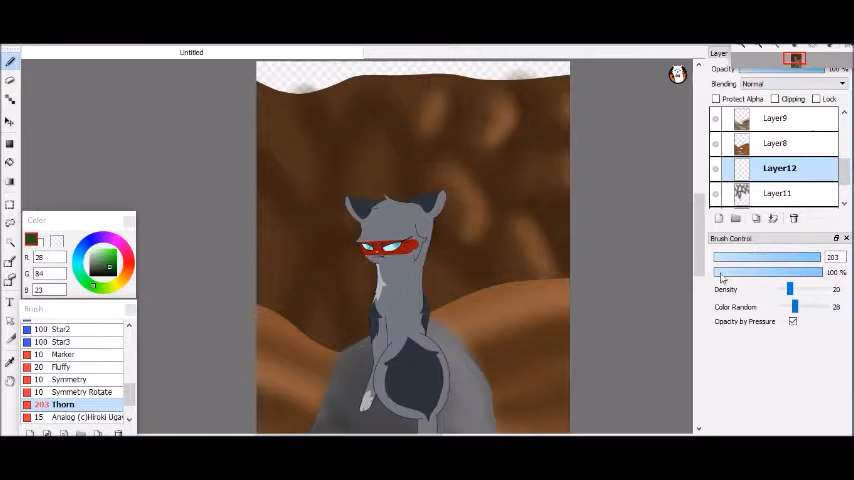 Untitled
Layer
Opacity 100 %
Blending Normal
Protect Alpha Clipping Lock
Layer9
Layer8
Layer12
Layer11
Color
R 28
G 84
B 23
Brush
100 Star2
100 Star3
10 Marker
20 Fluffy
10 Symmetry
10 Symmetry Rotate
203 Thorn
15 Analog (c)Hiroki Ugav
Brush Control
203
100 %
Density 20
Color Random 28
Opacity by Pressure